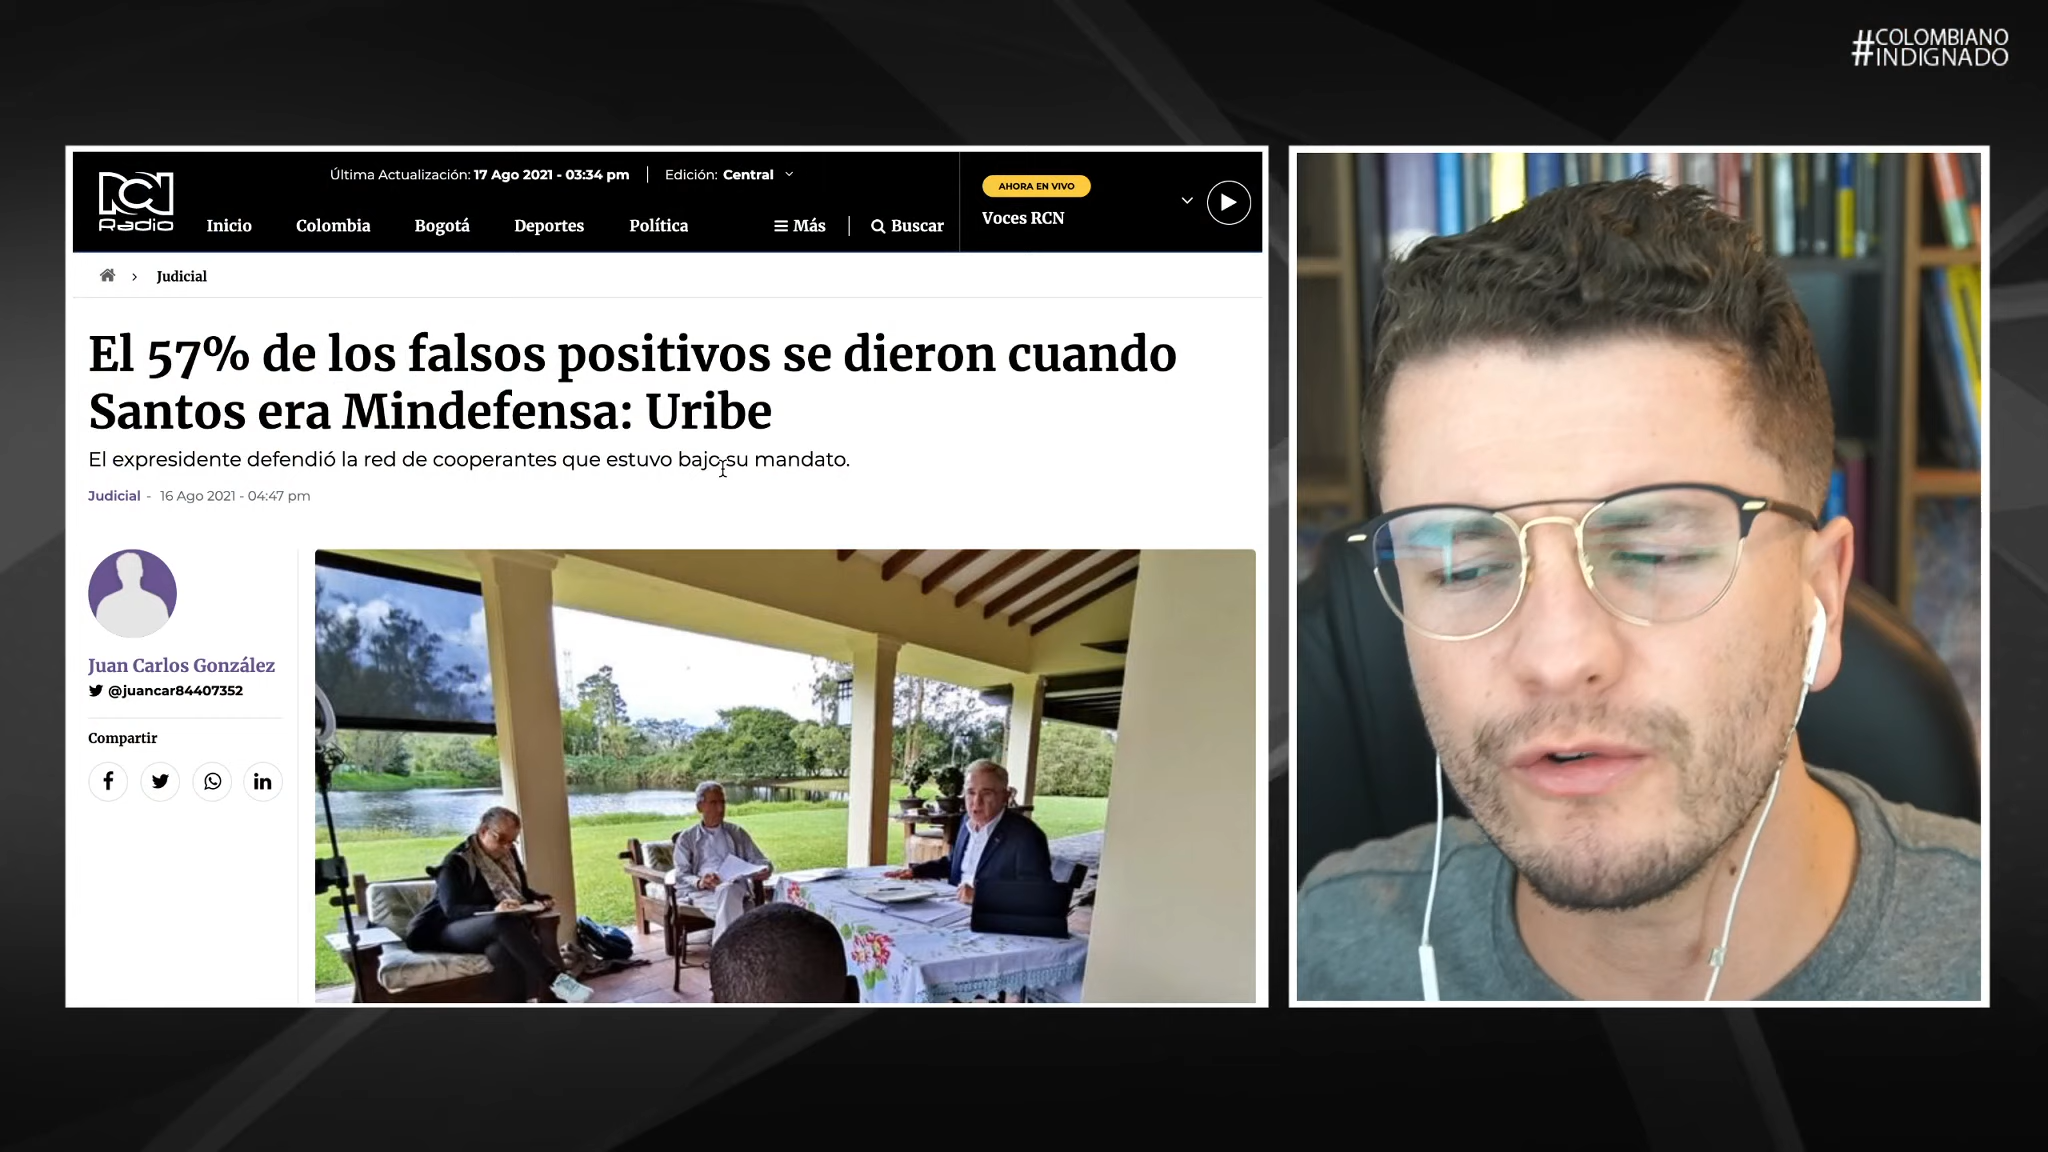 #COLOMBIANO
INDIGNADO
RCN
Radio
Última Actualización: 17 Ago 2021 - 03:34 pm
Edición: Central
Inicio
Colombia
Bogotá
Deportes
Política
Más
Buscar
AHORA EN VIVO
Voces RCN
Judicial
El 57% de los falsos positivos se dieron cuando
Santos era Mindefensa: Uribe
El expresidente defendió la red de cooperantes que estuvo bajo su mandato.
Judicial - 16 Ago 2021 - 04:47 pm
Juan Carlos González
@juancar84407352
Compartir